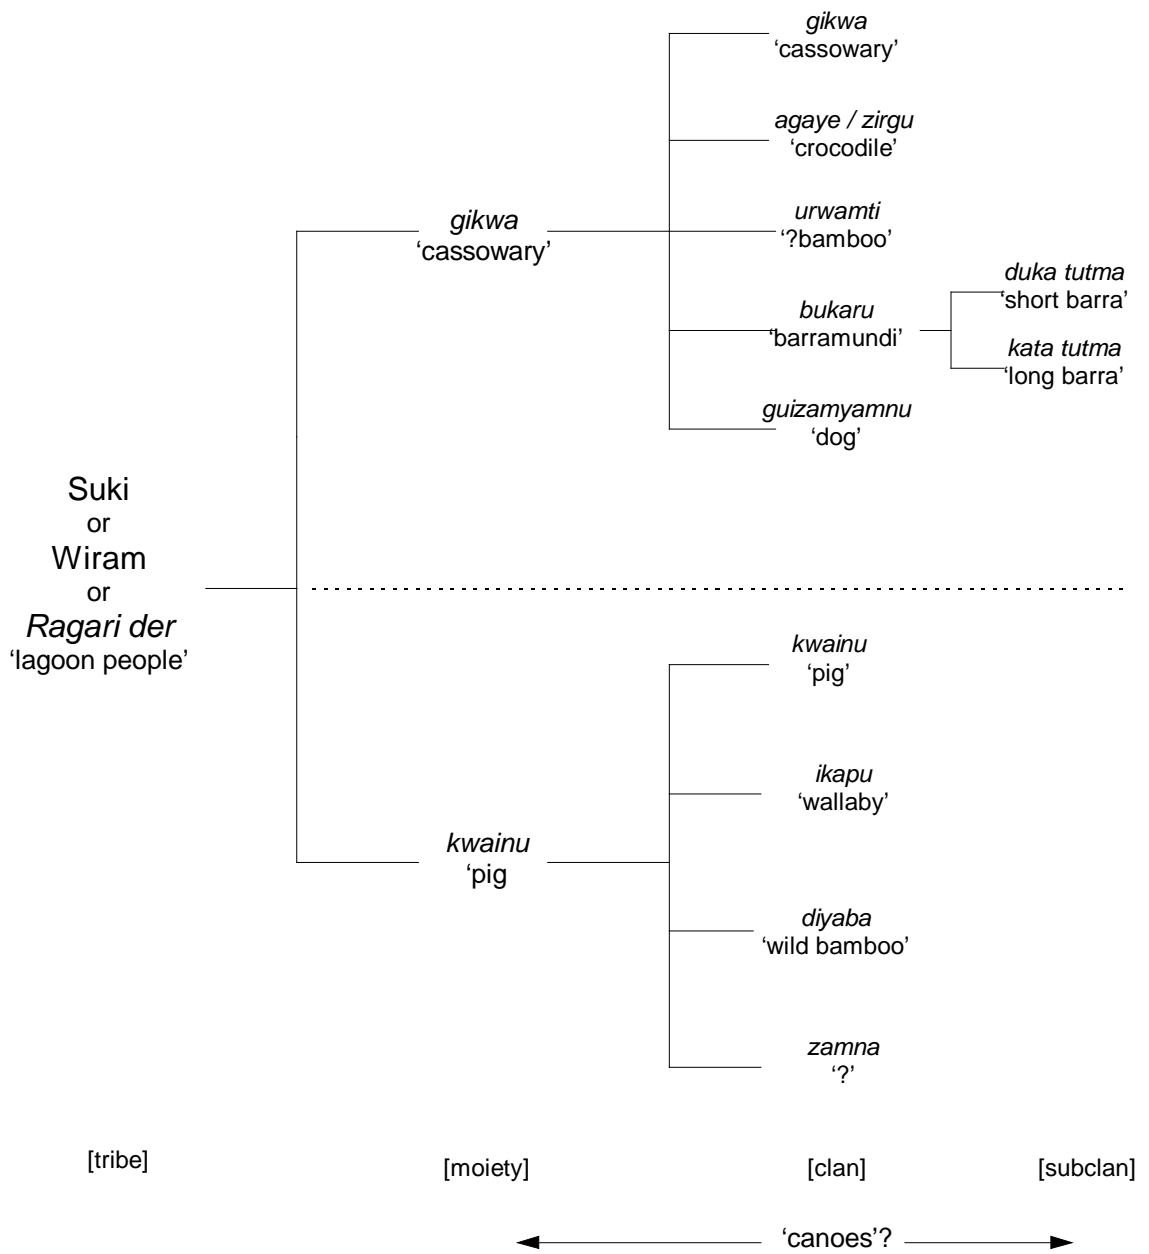 gikwa
‘cassowary’
agaye / zirgu
‘crocodile’
urwamti
‘?bamboo’
gikwa
‘cassowary’
duka tutma
‘short barra’
bukaru
‘barramundi’
kata tutma
‘long barra’
guizamyamnu
‘dog’
Suki
or
Wiram
or
Ragari der
‘lagoon people’
kwainu
‘pig’
ikapu
‘wallaby’
kwainu
‘pig
diyaba
‘wild bamboo’
zamna
‘?’
[tribe]
[moiety]
[clan]
[subclan]
‘canoes’?